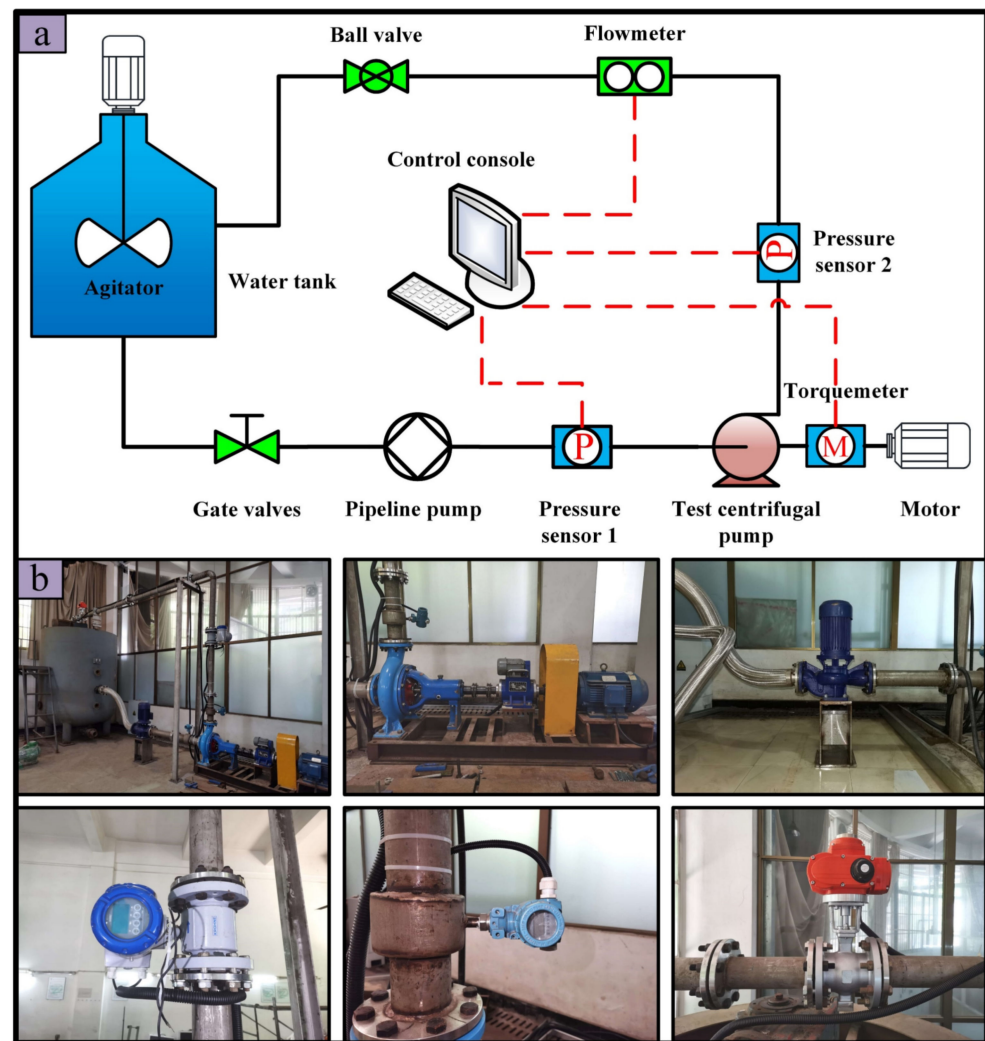 a
Ball valve
Flowmeter
Control console
Pressure
sensor 2
P
Agitator
Water tank
Torquemeter
P
M
Gate valves
Pipeline pump
Pressure
sensor 1
Test centrifugal
pump
Motor
b